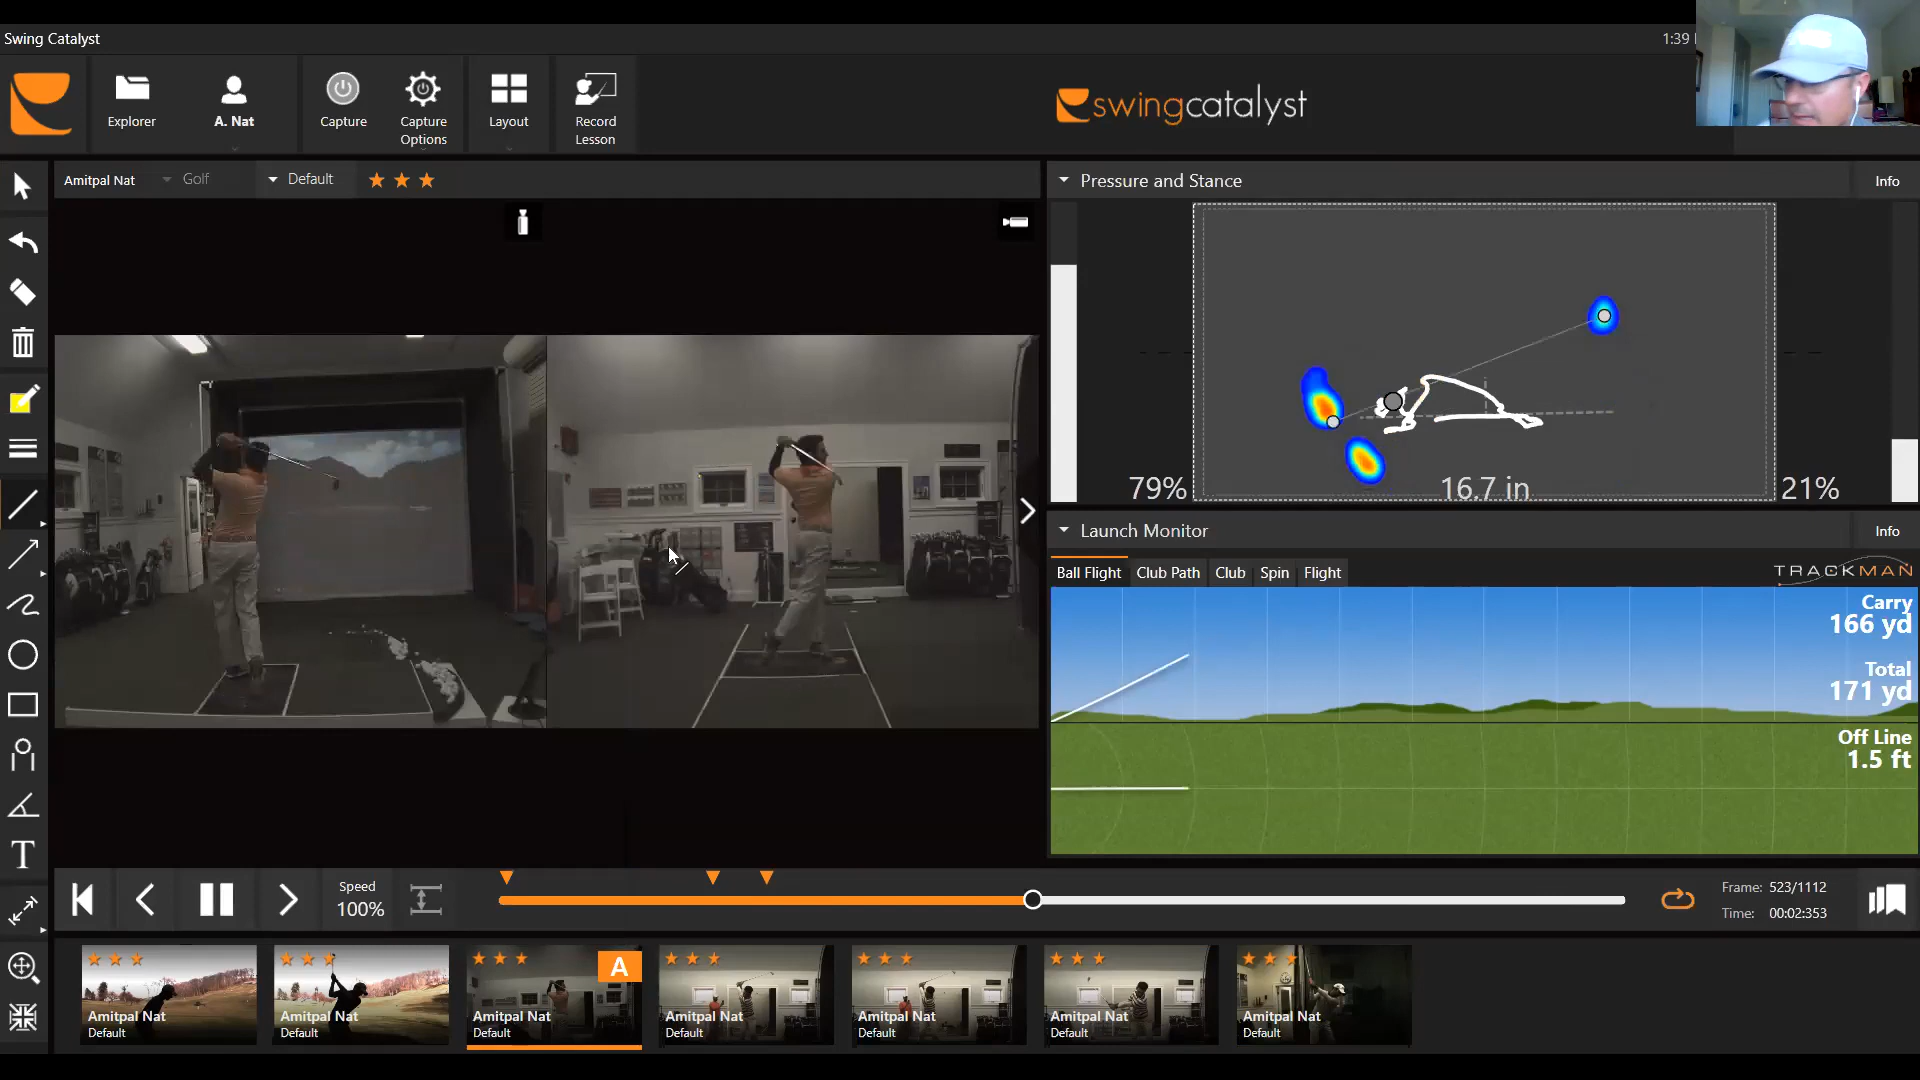 Swing Catalyst
1:39
Explorer
A. Nat
Capture
Capture
Options
Layout
Record
Lesson
swingcatalyst
Amitpal Nat
Golf
Default
Pressure and Stance
Info
79%
16.7 in
21%
Launch Monitor
Info
Ball Flight
Club Path
Club
Spin
Flight
TRACKMAN
Carry
166 yd
Total
171 yd
Off Line
1.5 ft
T
Speed
100%
Frame: 523/1112
Time: 00:02:353
A
Amitpal Nat
Default
Amitpal Nat
Default
Amitpal Nat
Default
Amitpal Nat
Default
Amitpal Nat
Default
Amitpal Nat
Default
Amitpal Nat
Default